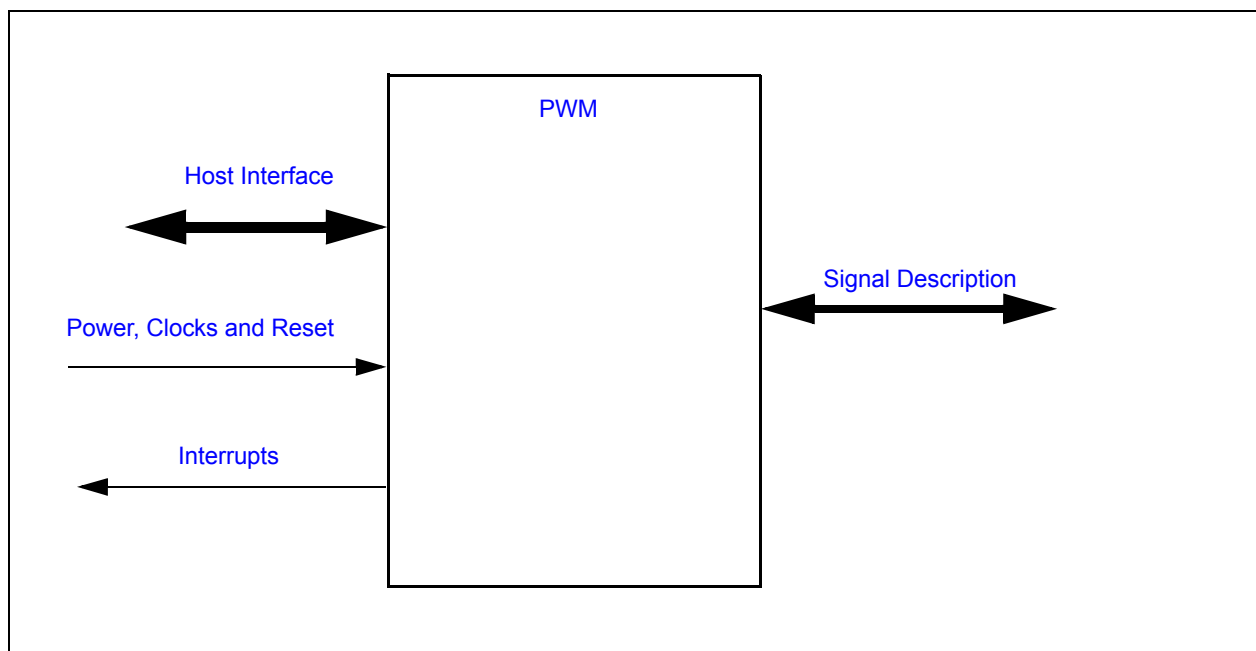 PWM
Host Interface
Signal Description
Power, Clocks and Reset
Interrupts